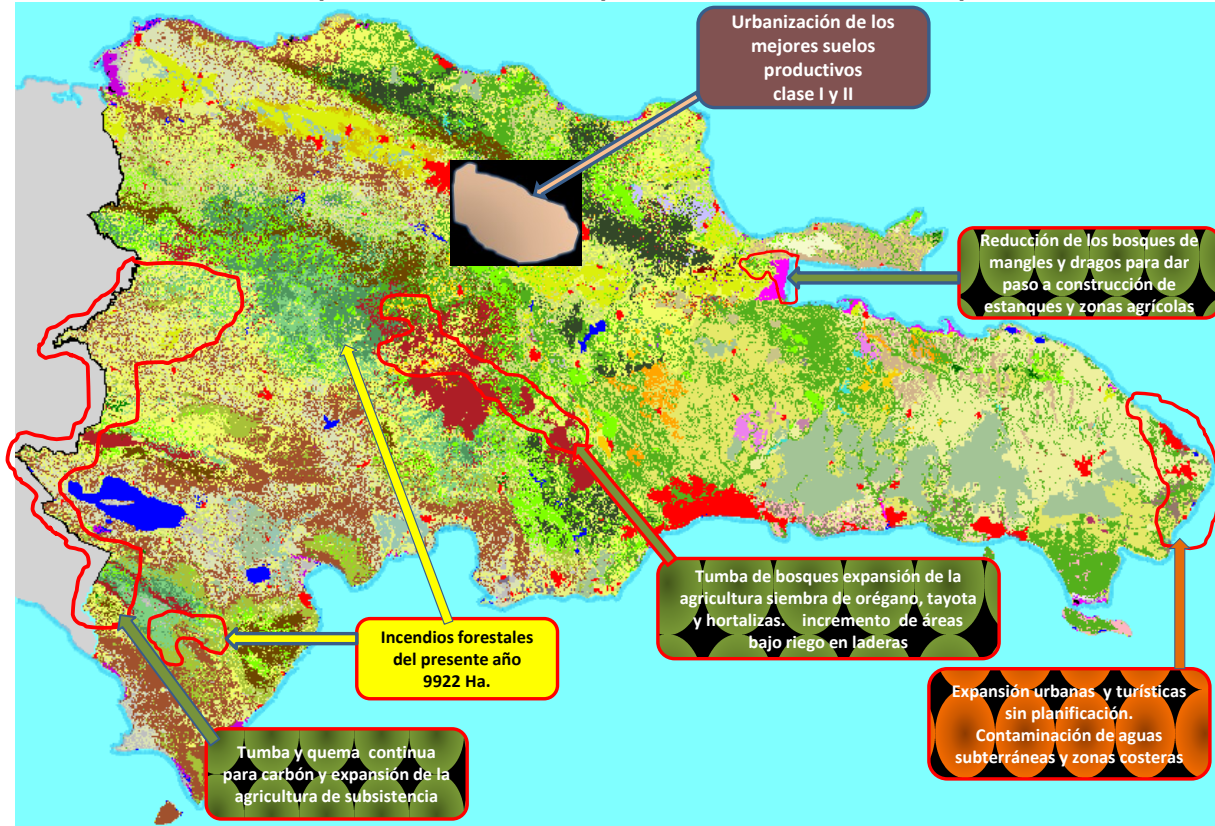 Urbanización de los
mejores suelos
productivos
clase I y II
Reducción de los bosques de
mangles y dragos para dar
paso a construcción de
estanques y zonas agrícolas
Tumba de bosques expansión de la
agricultura siembra de orégano, tayota
y hortalizas. incremento de áreas
bajo riego en laderas
Incendios forestales
del presente año
9922 Ha.
Expansión urbanas y turísticas
sin planificación.
Contaminación de aguas
subterráneas y zonas costeras
Tumba y quema continua
para carbón y expansión de la
agricultura de subsistencia